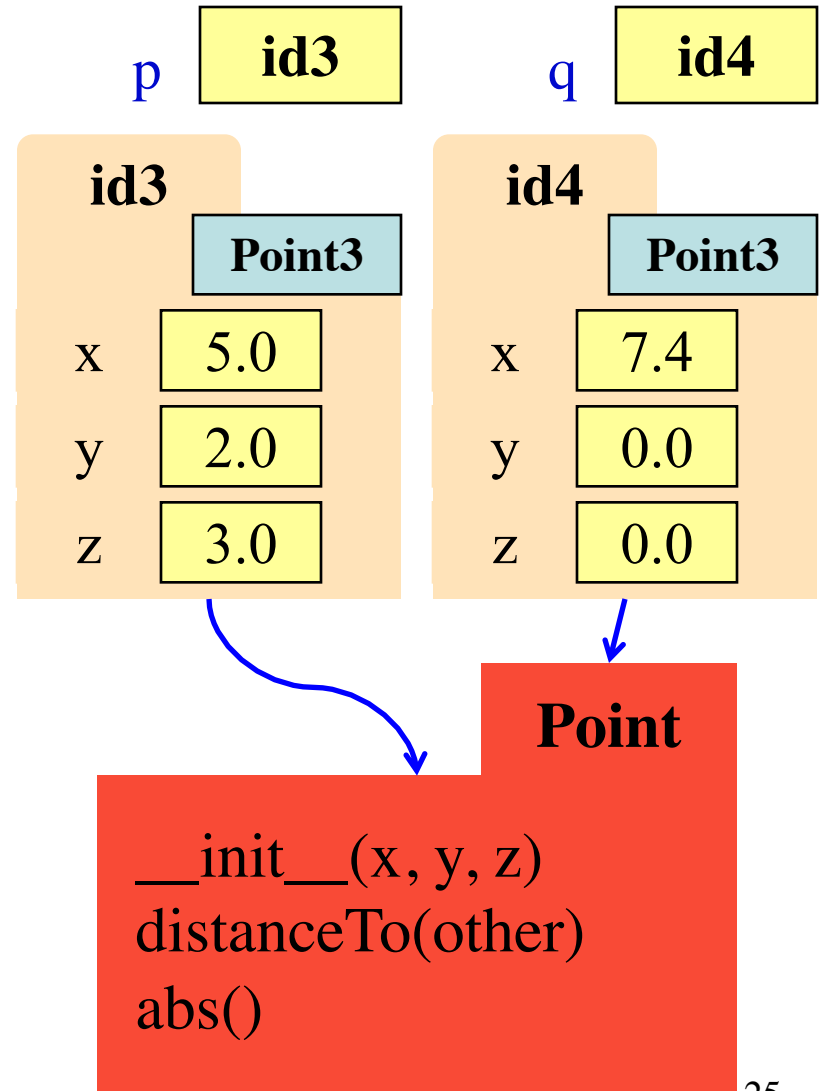 p id3 q id4
id3 id4
Point3 Point3
x 5.0 x 7.4
y 2.0 y 0.0
z 3.0 z 0.0
Point
__init__(x, y, z)
distanceTo(other)
abs()
25